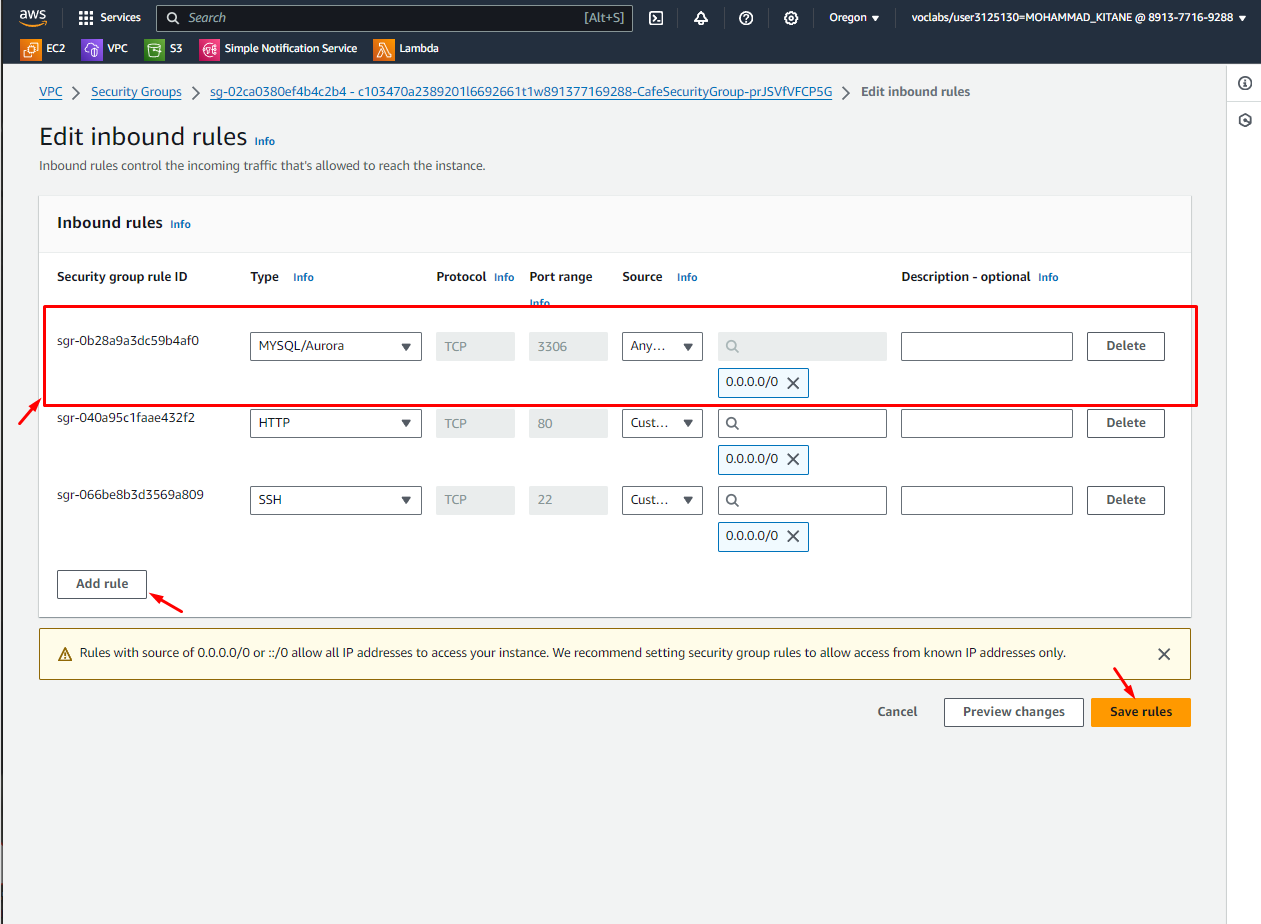 aws Services Search [Alt+S] Oregon voclabs/user3125130=MOHAMMAD_KITANE @ 8913-7716-9288
EC2 VPC S3 Simple Notification Service Lambda
VPC Security Groups sg-02ca0380ef4b4c2b4 - c103470a2389201l6692661t1w891377169288-CafeSecurityGroup-prJSVfVFCP5G Edit inbound rules
Edit inbound rules Info
Inbound rules control the incoming traffic that's allowed to reach the instance.
Inbound rules Info
Security group rule ID Type Info Protocol Info Port range Source Info Description - optional Info
Info
sgr-0b28a9a3dc59b4af0 MYSQL/Aurora TCP 3306 Any... Delete
0.0.0.0/0
sgr-040a95c1faae432f2 HTTP TCP 80 Cust... Delete
0.0.0.0/0
sgr-066be8b3d3569a809 SSH TCP 22 Cust... Delete
0.0.0.0/0
Add rule
Rules with source of 0.0.0.0/0 or ::/0 allow all IP addresses to access your instance. We recommend setting security group rules to allow access from known IP addresses only.
Cancel Preview changes Save rules